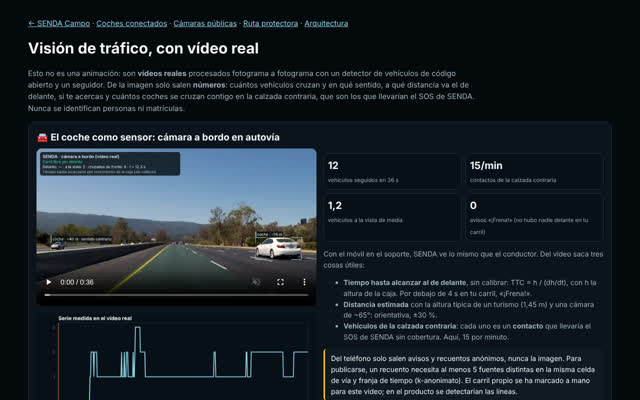 ← SENDA Campo · Coches conectados · Cámaras públicas · Ruta protectora · Arquitectura
Visión de tráfico, con vídeo real
Esto no es una animación: son vídeos reales procesados fotograma a fotograma con un detector de vehículos de código
abierto y un seguidor. De la imagen solo salen números: cuántos vehículos cruzan y en qué sentido, a qué distancia va el de
delante, si te acercas y cuántos coches se cruzan contigo en la calzada contraria, que son los que llevarían el SOS de SENDA.
Nunca se identifican personas ni matrículas.
🚘 El coche como sensor: cámara a bordo en autovía
SENDA · cámara a bordo (vídeo real)
0:00 / 0:36
Serie medida en el vídeo real
12
vehículos seguidos en 36 s
15/min
contactos de la calzada contraria
1,2
vehículos a la vista de media
0
avisos «¡Frena!» (no hubo nadie delante en tu
carril)
Con el móvil en el soporte, SENDA ve lo mismo que el conductor. Del vídeo saca tres
cosas útiles:
• Tiempo hasta alcanzar al de delante, sin calibrar: TTC = h / (dh/dt), con h la
altura de la caja. Por debajo de 4 s en tu carril, «¡Frena!».
• Distancia estimada con la altura típica de un turismo (1,45 m) y una cámara
de ~65°: orientativa, ±30 %.
• Vehículos de la calzada contraria: cada uno es un contacto que llevaría el
SOS de SENDA sin cobertura. Aquí, 15 por minuto.
Del teléfono solo salen avisos y recuentos anónimos, nunca la imagen. Para
publicarse, un recuento necesita al menos 5 fuentes distintas en la misma celda
de vía y franja de tiempo (k-anonimato). El carril propio se ha marcado a mano
para este vídeo; en el producto se detectarían las líneas.